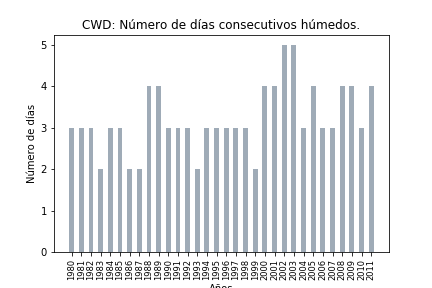 CWD: Número de días consecutivos húmedos.
Número de días
5
4
3
2
1
0
1980 1981 1982 1983 1984 1985 1986 1987 1988 1989 1990 1991 1992 1993 1994 1995 1996 1997 1998 1999 2000 2001 2002 2003 2004 2005 2006 2007 2008 2009 2010 2011
Años